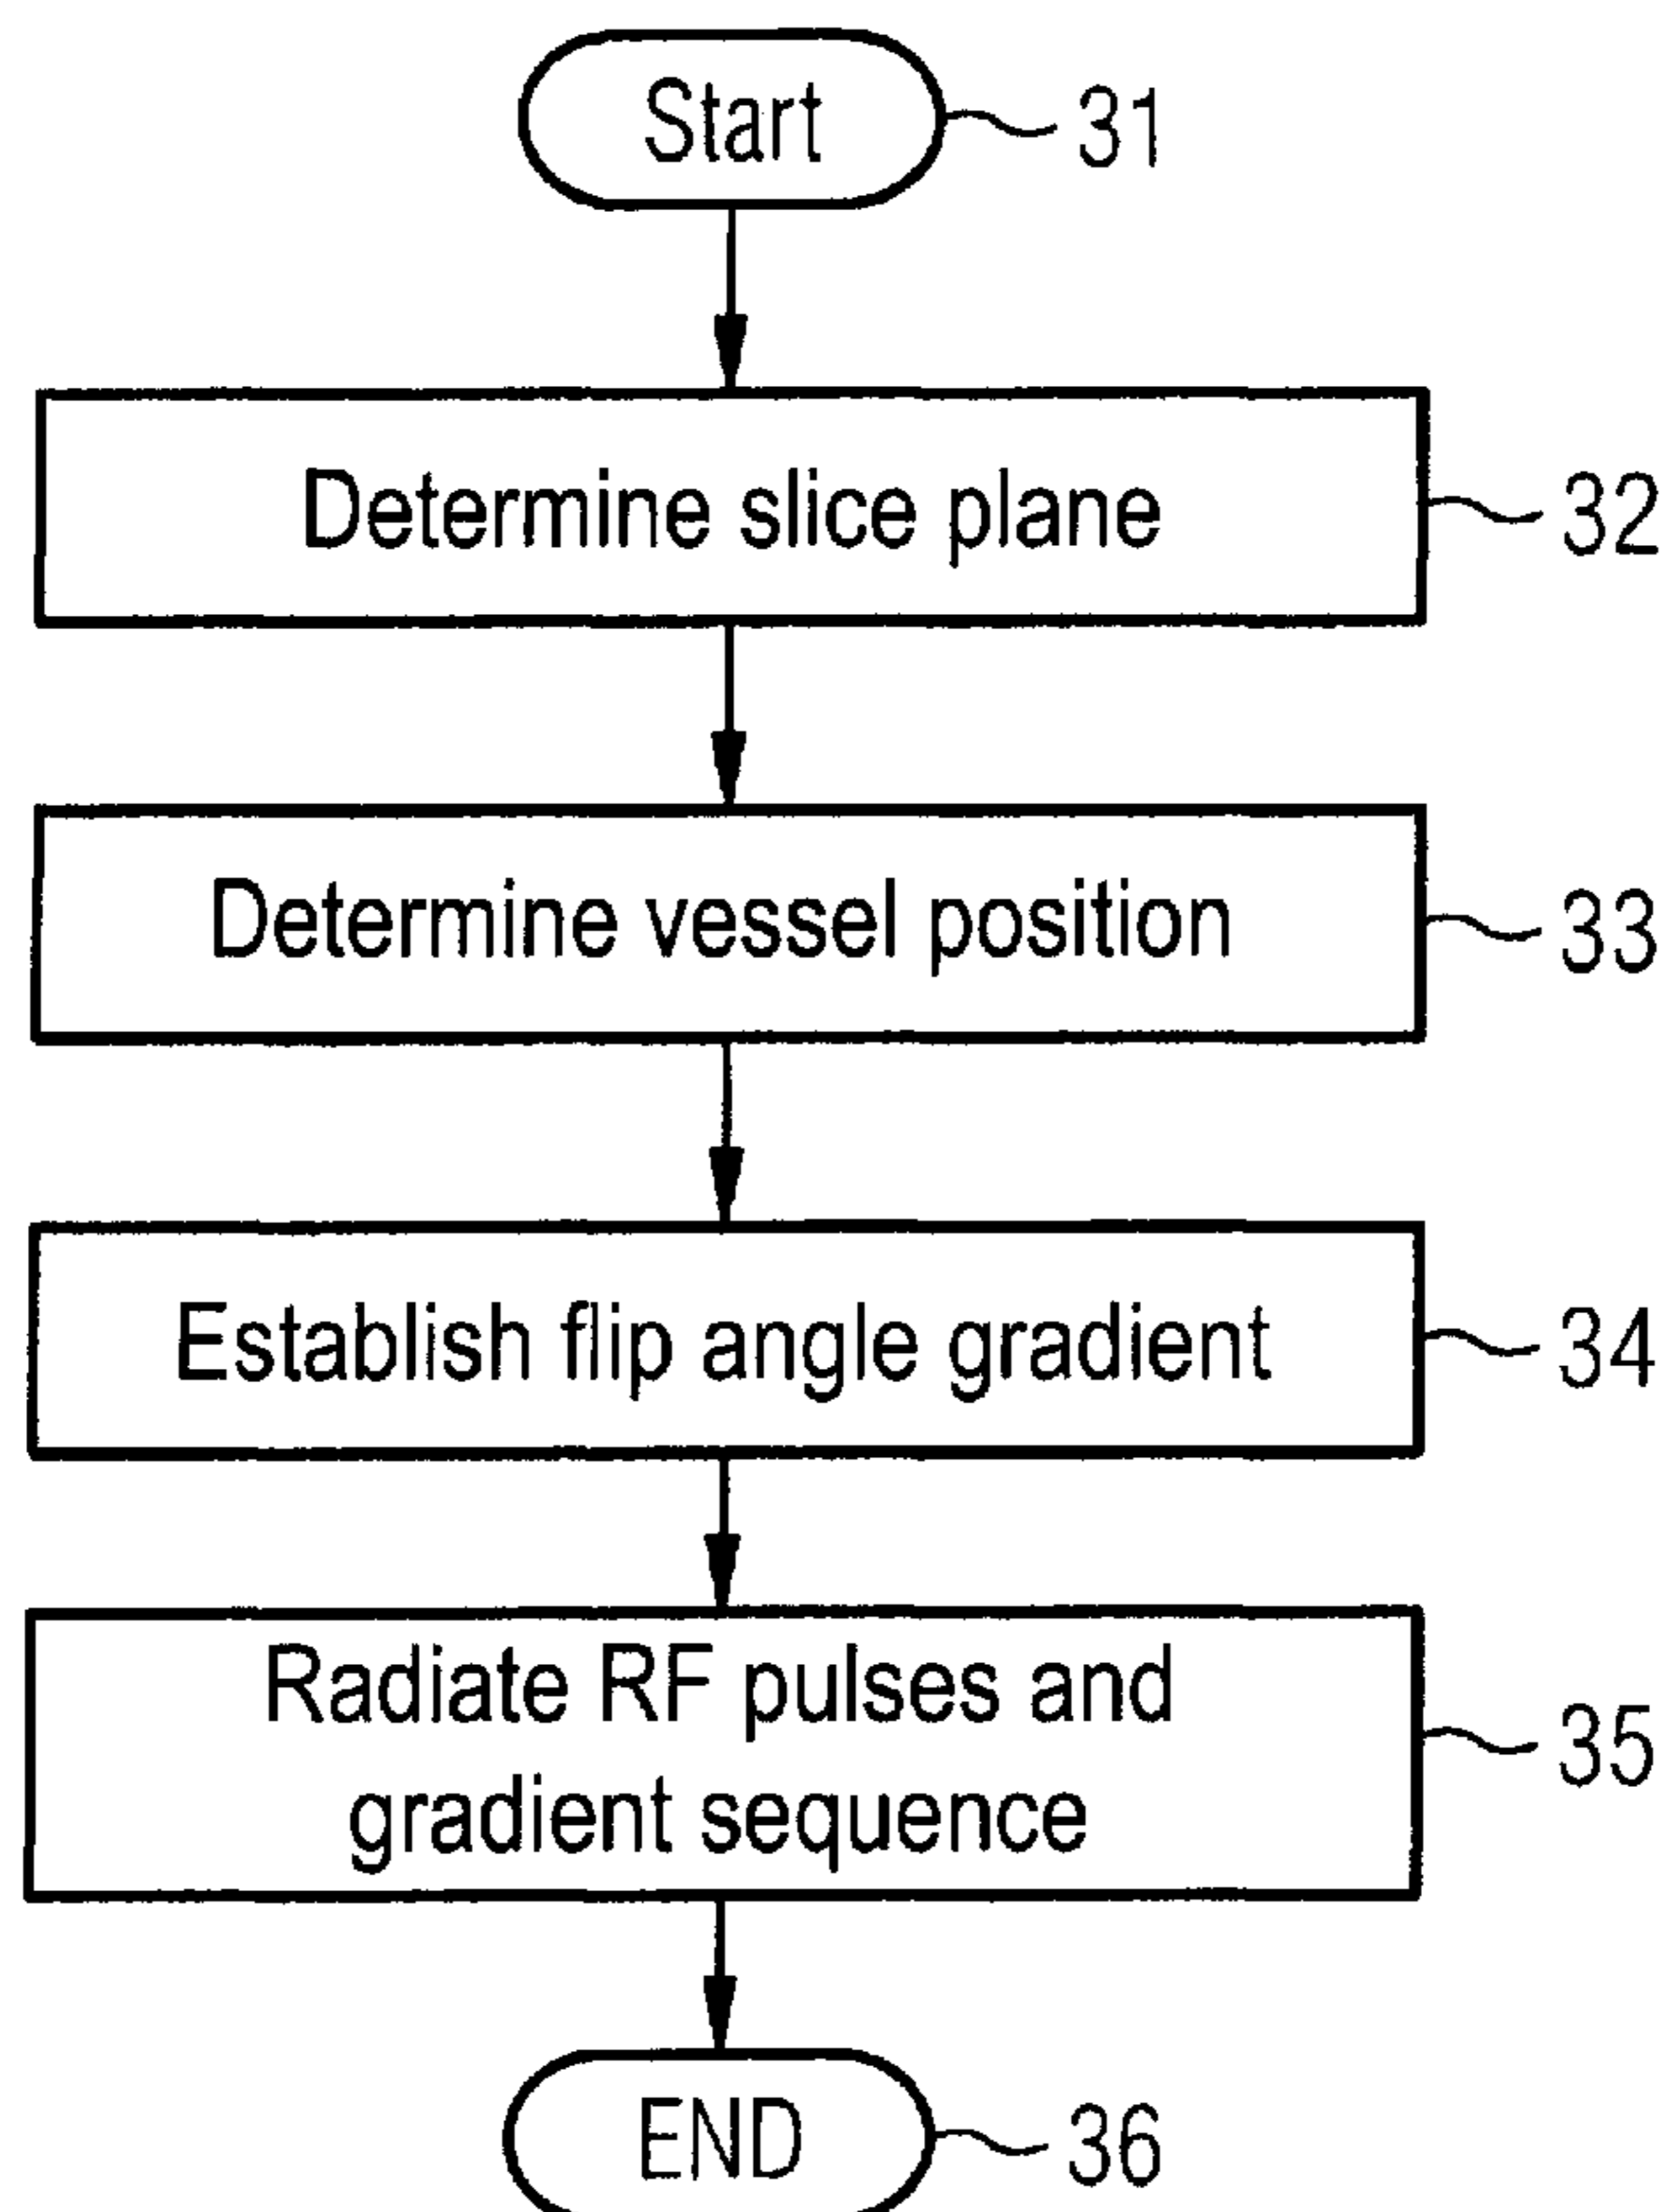 Start
31
Determine slice plane
32
Determine vessel position
33
Establish flip angle gradient
34
Radiate RF pulses and
gradient sequence
35
END
36